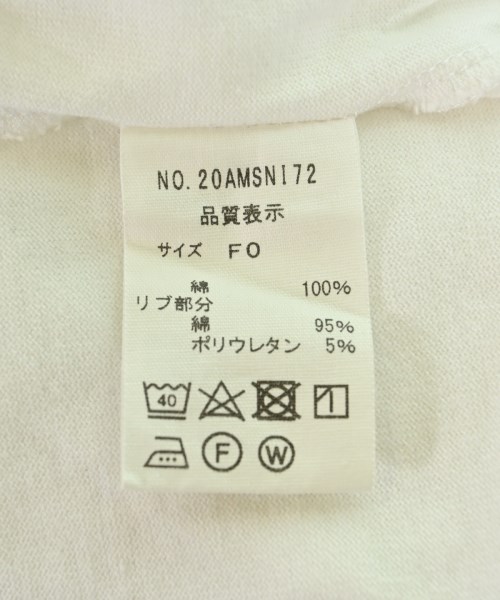 NO.20AMSNI72
品質表示
サイズ FO
綿 100%
リブ部分
綿 95%
ポリウレタン 5%
40
F W